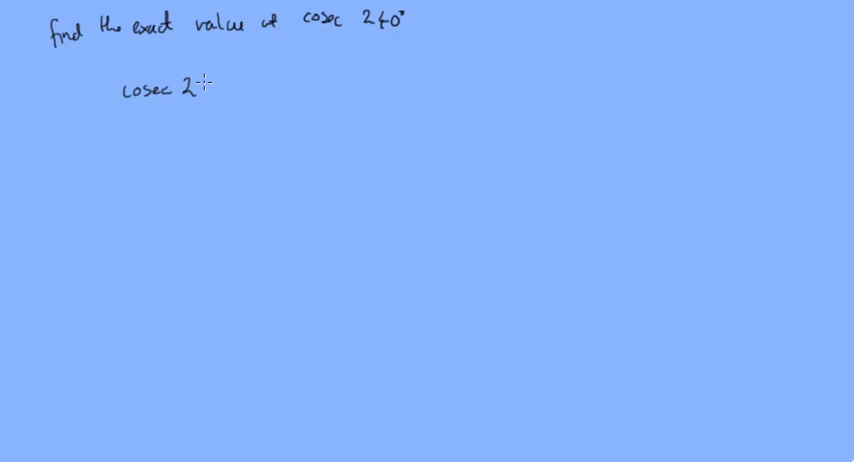 find the exact value of cosec 240°
cosec 2